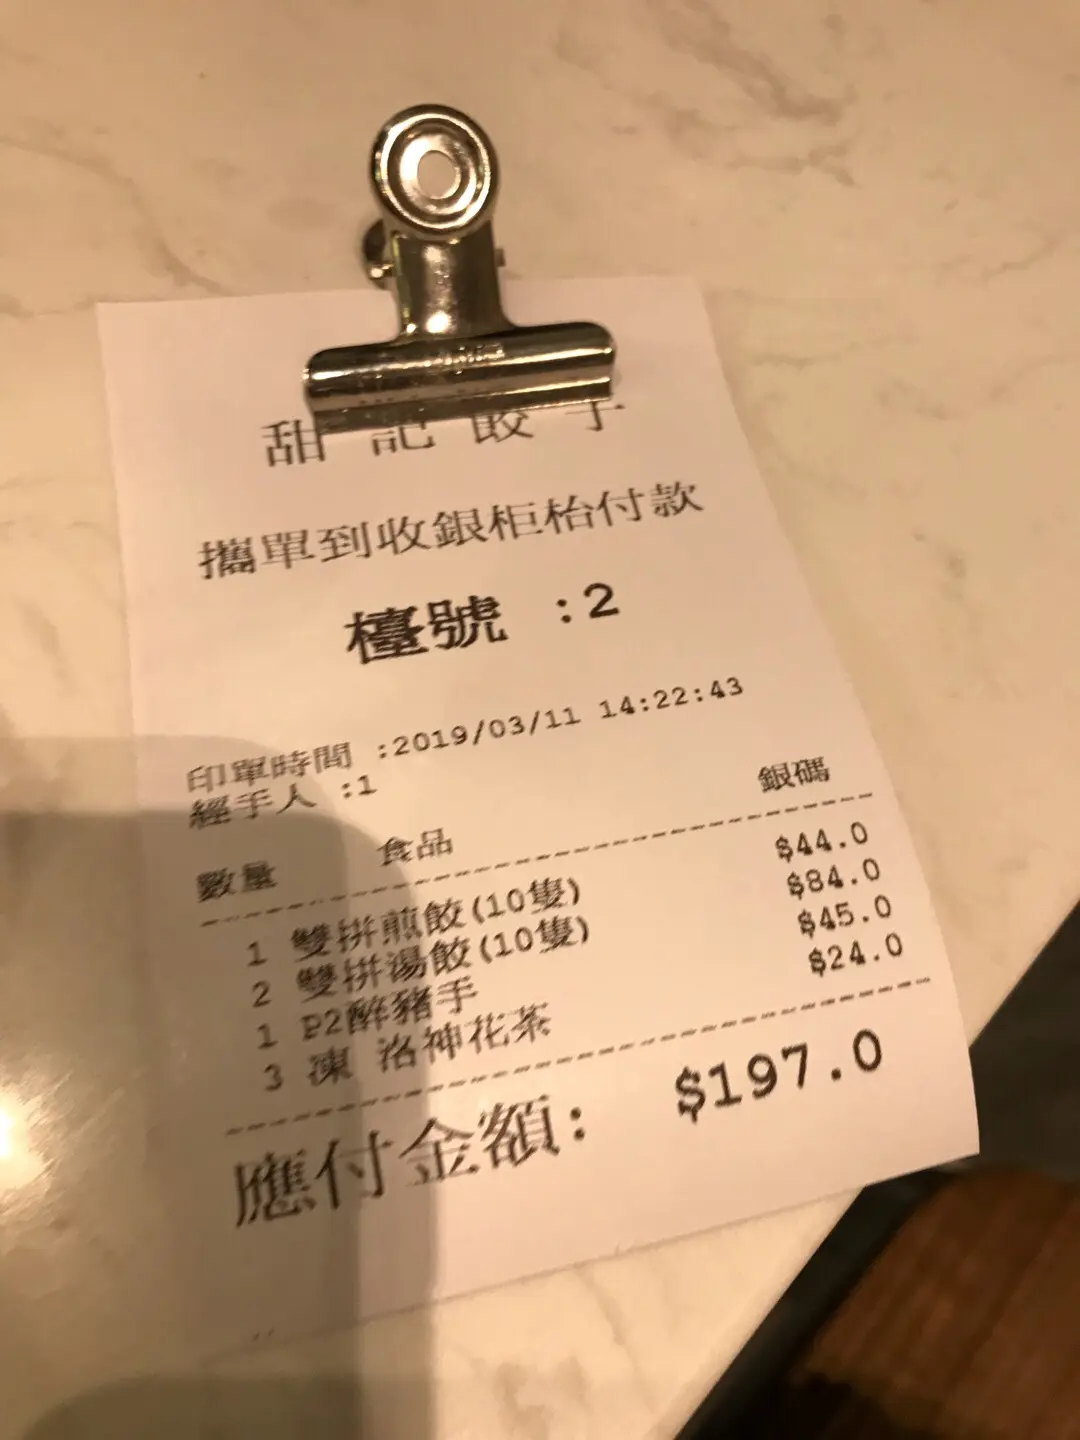 甜記餃子
攜單到收銀柜枱付款
檯號 :2
印單時間 :2019/03/11 14:22:43
經手人 :1
數量 食品 銀碼
1 雙拼煎餃(10隻) $44.0
2 雙拼湯餃(10隻) $84.0
1 P2醉豬手 $45.0
3 凍 洛神花茶 $24.0
應付金額: $197.0